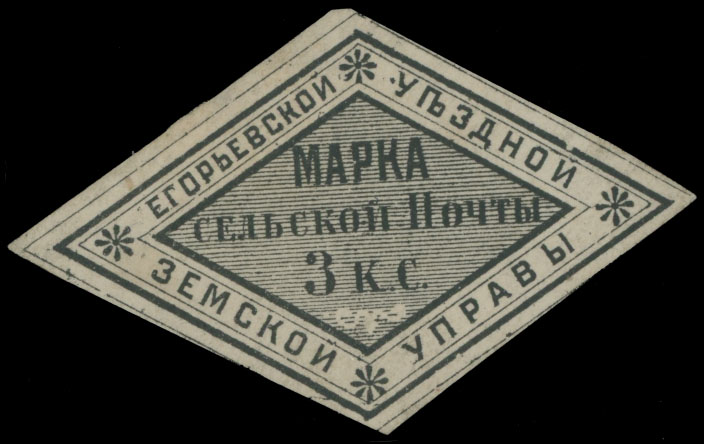 ЕГОРЬЕВСКОЙ УѢЗДНОЙ
ЗЕМСКОЙ УПРАВЫ
МАРКА
СЕЛЬСКОЙ ПОЧТЫ
3 К.С.